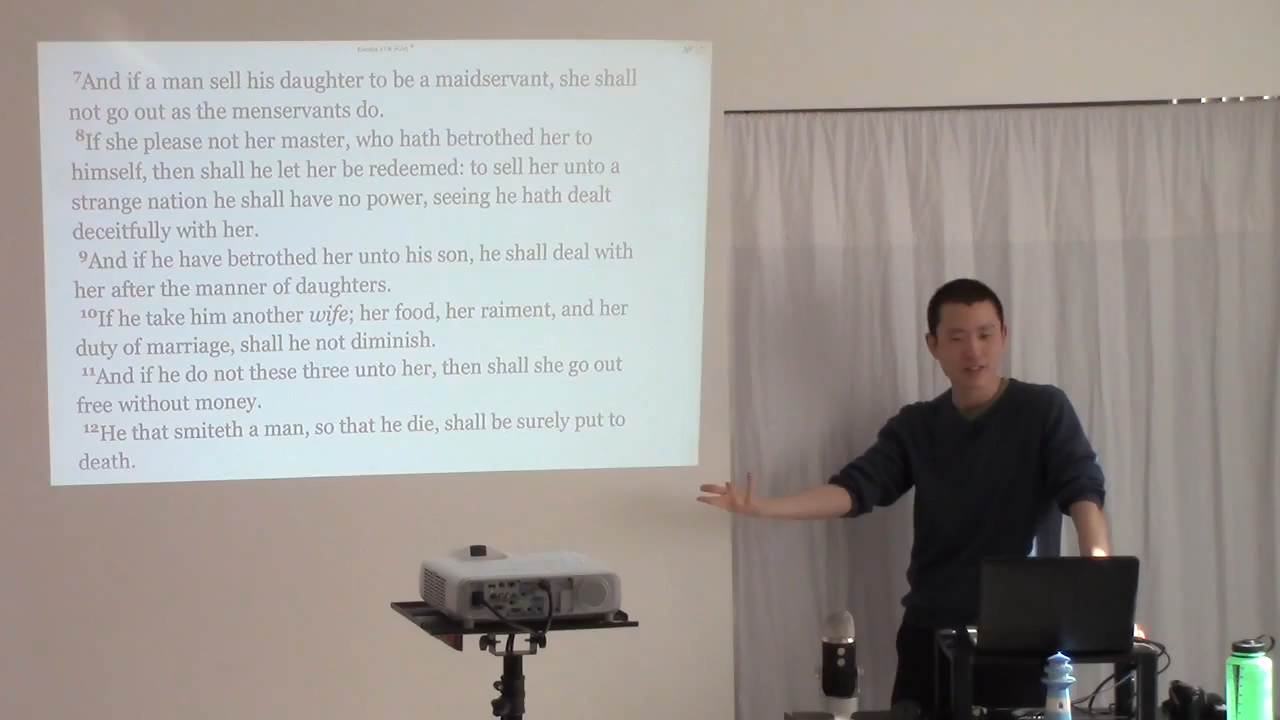 ⁷And if a man sell his daughter to be a maidservant, she shall
not go out as the menservants do.
⁸If she please not her master, who hath betrothed her to
himself, then shall he let her be redeemed: to sell her unto a
strange nation he shall have no power, seeing he hath dealt
deceitfully with her.
⁹And if he have betrothed her unto his son, he shall deal with
her after the manner of daughters.
¹⁰If he take him another wife; her food, her raiment, and her
duty of marriage, shall he not diminish.
¹¹And if he do not these three unto her, then shall she go out
free without money.
¹²He that smiteth a man, so that he die, shall be surely put to
death.